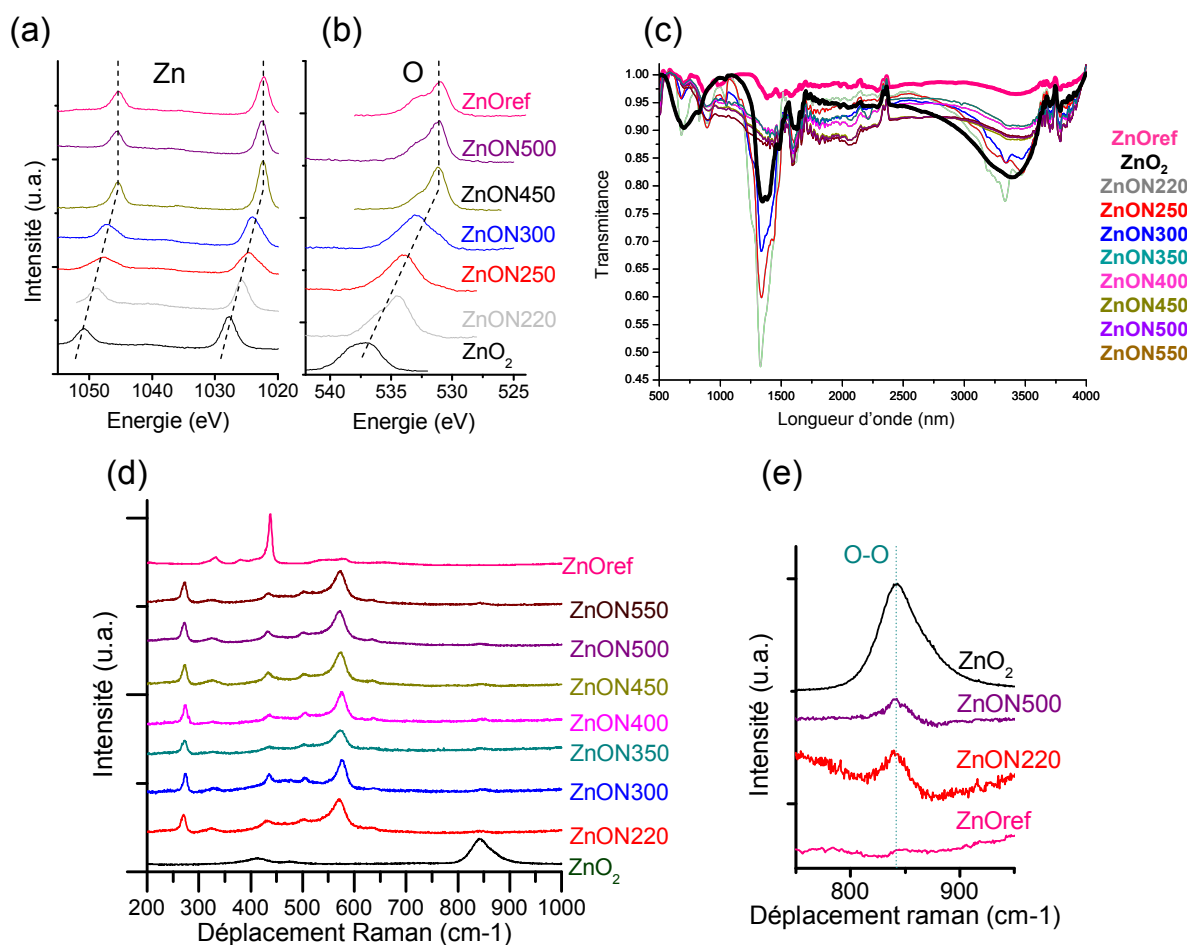 (a)
Zn
Intensité (u.a.)
1050 1040 1030 1020
Energie (eV)
(b)
O
ZnOref
ZnON500
ZnON450
ZnON300
ZnON250
ZnON220
ZnO2
540 535 530 525
Energie (eV)
(c)
Transmitance
1.00
0.95
0.90
0.85
0.80
0.75
0.70
0.65
0.60
0.55
0.50
0.45
500 1000 1500 2000 2500 3000 3500 4000
Longueur d'onde (nm)
ZnOref
ZnO2
ZnON220
ZnON250
ZnON300
ZnON350
ZnON400
ZnON450
ZnON500
ZnON550
(d)
Intensité (u.a.)
ZnOref
ZnON550
ZnON500
ZnON450
ZnON400
ZnON350
ZnON300
ZnON220
ZnO2
200 300 400 500 600 700 800 900 1000
Déplacement Raman (cm-1)
(e)
O-O
Intensité (u.a.)
ZnO2
ZnON500
ZnON220
ZnOref
800 900
Déplacement raman (cm-1)